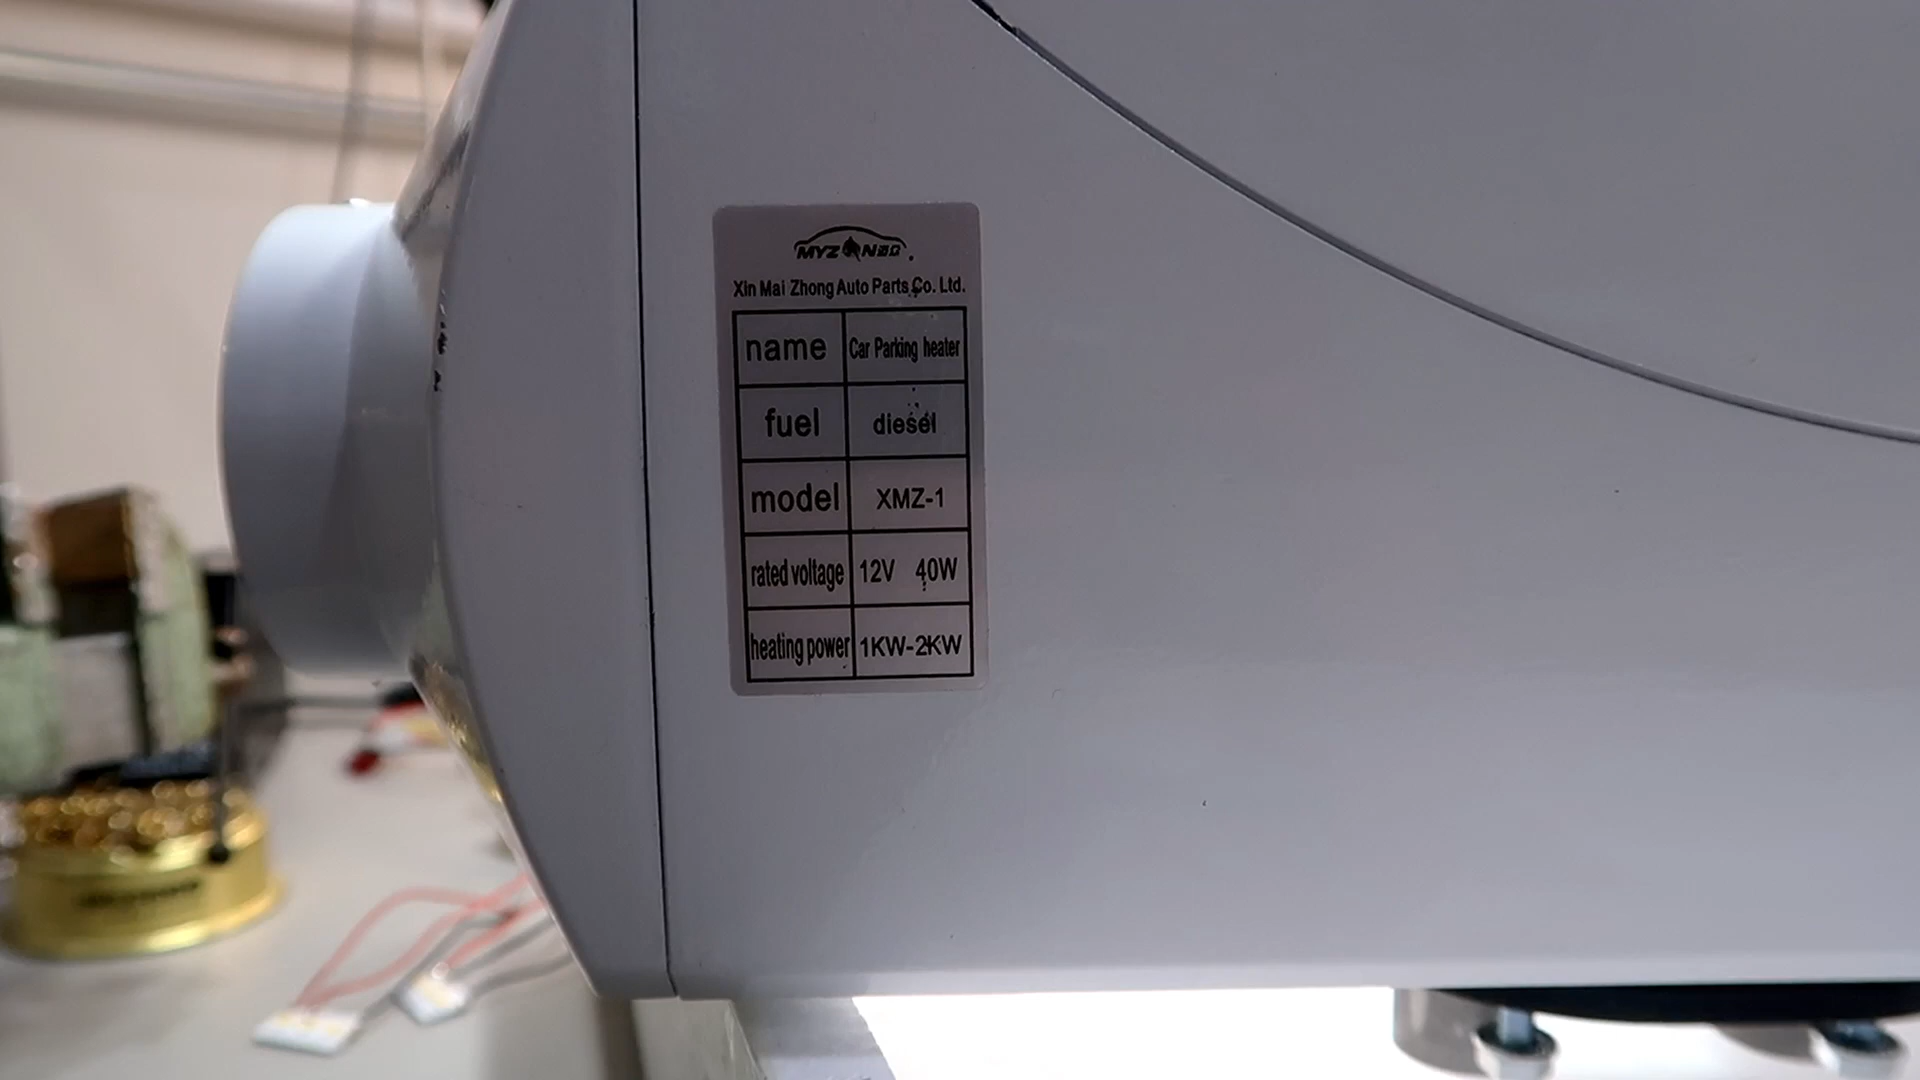 Xin Mai Zhong Auto Parts Co. Ltd.
name Car Parking heater
fuel diesel
model XMZ-1
rated voltage 12V 40W
heating power 1KW-2KW